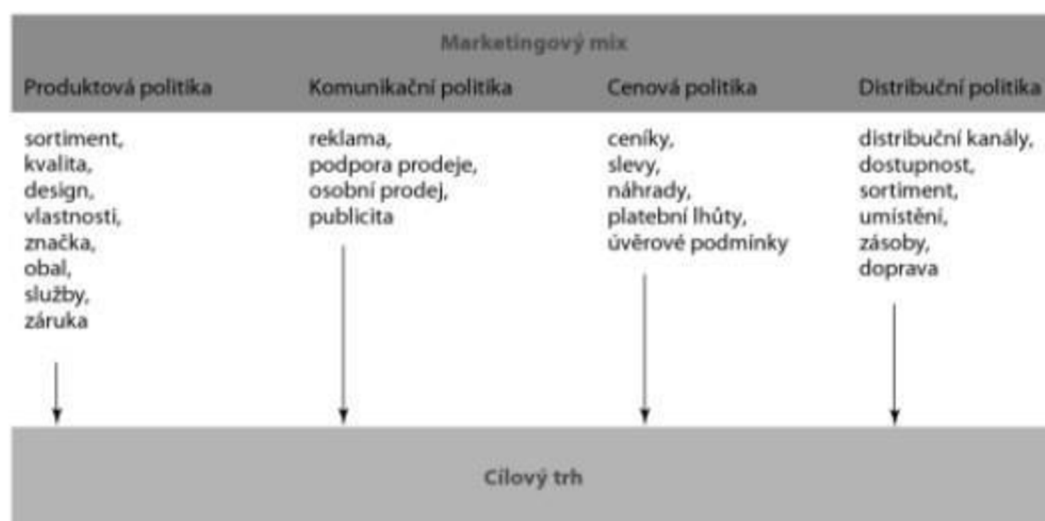 Marketingový mix
Produktová politika
Komunikační politika
Cenová politika
Distribuční politika
sortiment,
kvalita,
design,
vlastnosti,
značka,
obal,
služby,
záruka
reklama,
podpora prodeje,
osobní prodej,
publicita
ceníky,
slevy,
náhrady,
platební lhůty,
úvěrové podmínky
distribuční kanály,
dostupnost,
sortiment,
umístění,
zásoby,
doprava
Cílový trh